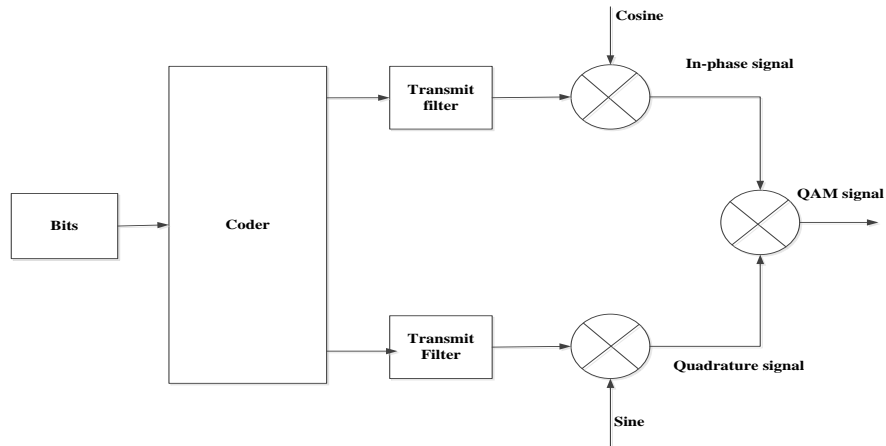 Cosine
In-phase signal
Transmit
filter
QAM signal
Bits
Coder
Transmit
Filter
Quadrature signal
Sine